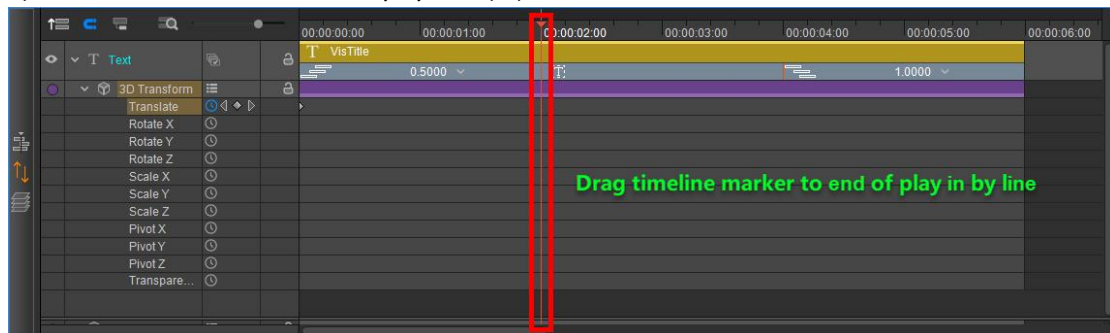 00:00:00:00 00:00:01:00 00:00:02:00 00:00:03:00 00:00:04:00 00:00:05:00 00:00:06:00
T VisTitle
T Text
0.5000 1.0000
3D Transform
Translate
Rotate X
Rotate Y
Rotate Z
Scale X
Scale Y
Drag timeline marker to end of play in by line
Scale Z
Pivot X
Pivot Y
Pivot Z
Transpare...